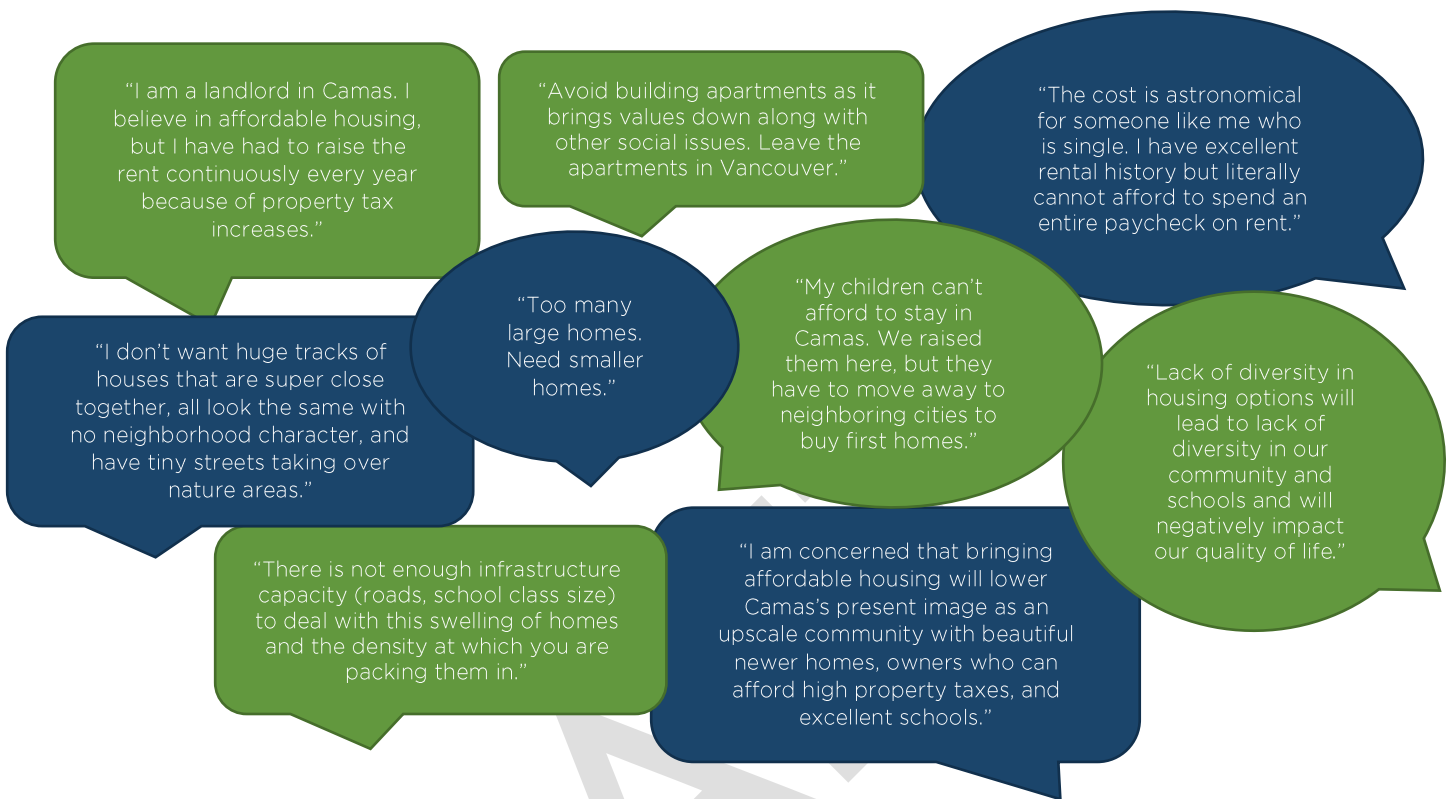 “I am a landlord in Camas. I
believe in affordable housing,
but I have had to raise the
rent continuously every year
because of property tax
increases.”
“Avoid building apartments as it
brings values down along with
other social issues. Leave the
apartments in Vancouver.”
“The cost is astronomical
for someone like me who
is single. I have excellent
rental history but literally
cannot afford to spend an
entire paycheck on rent.”
“Too many
large homes.
Need smaller
homes.”
“My children can’t
afford to stay in
Camas. We raised
them here, but they
have to move away to
neighboring cities to
buy first homes.”
“I don’t want huge tracks of
houses that are super close
together, all look the same with
no neighborhood character, and
have tiny streets taking over
nature areas.”
“Lack of diversity in
housing options will
lead to lack of
diversity in our
community and
schools and will
negatively impact
our quality of life.”
“There is not enough infrastructure
capacity (roads, school class size)
to deal with this swelling of homes
and the density at which you are
packing them in.”
“I am concerned that bringing
affordable housing will lower
Camas’s present image as an
upscale community with beautiful
newer homes, owners who can
afford high property taxes, and
excellent schools.”